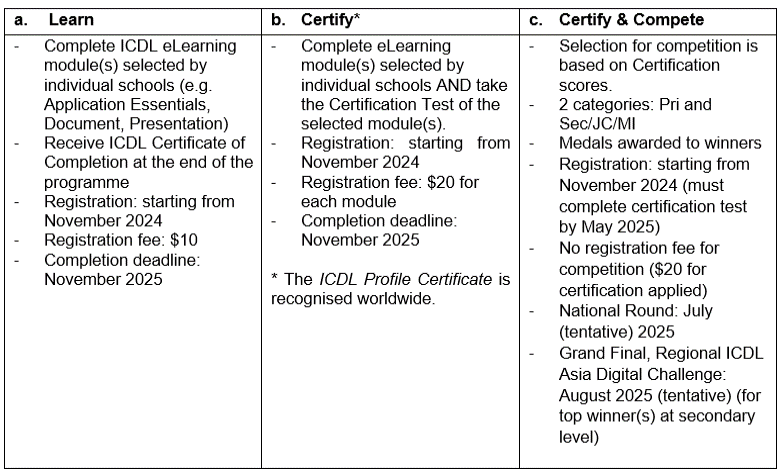 a. Learn
- Complete ICDL eLearning
module(s) selected by
individual schools (e.g.
Application Essentials,
Document, Presentation)
- Receive ICDL Certificate of
Completion at the end of the
programme
- Registration: starting from
November 2024
- Registration fee: $10
- Completion deadline:
November 2025
b. Certify*
- Complete eLearning
module(s) selected by
individual schools AND take
the Certification Test of the
selected module(s).
- Registration: starting from
November 2024
- Registration fee: $20 for
each module
- Completion deadline:
November 2025
* The ICDL Profile Certificate is
recognised worldwide.
c. Certify & Compete
- Selection for competition is
based on Certification
scores.
- 2 categories: Pri and
Sec/JC/MI
- Medals awarded to winners
- Registration: starting from
November 2024 (must
complete certification test
by May 2025)
- No registration fee for
competition ($20 for
certification applied)
- National Round: July
(tentative) 2025
- Grand Final, Regional ICDL
Asia Digital Challenge:
August 2025 (tentative) (for
top winner(s) at secondary
level)